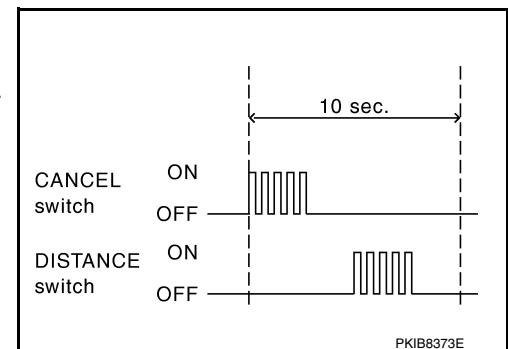 10 sec.
CANCEL
switch
ON
OFF
DISTANCE
switch
ON
OFF
PKIB8373E